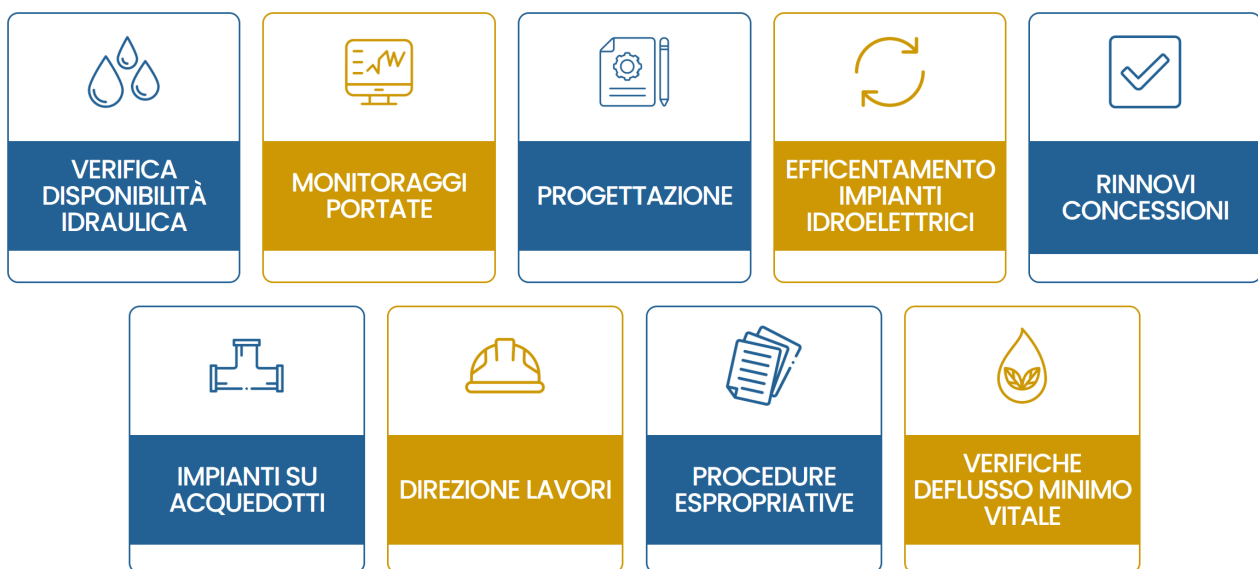 VERIFICA
DISPONIBILITÀ
IDRAULICA
MONITORAGGI
PORTATE
PROGETTAZIONE
EFFICENTAMENTO
IMPIANTI
IDROELETTRICI
RINNOVI
CONCESSIONI
IMPIANTI SU
ACQUEDOTTI
DIREZIONE LAVORI
PROCEDURE
ESPROPRIATIVE
VERIFICHE
DEFLUSSO MINIMO
VITALE